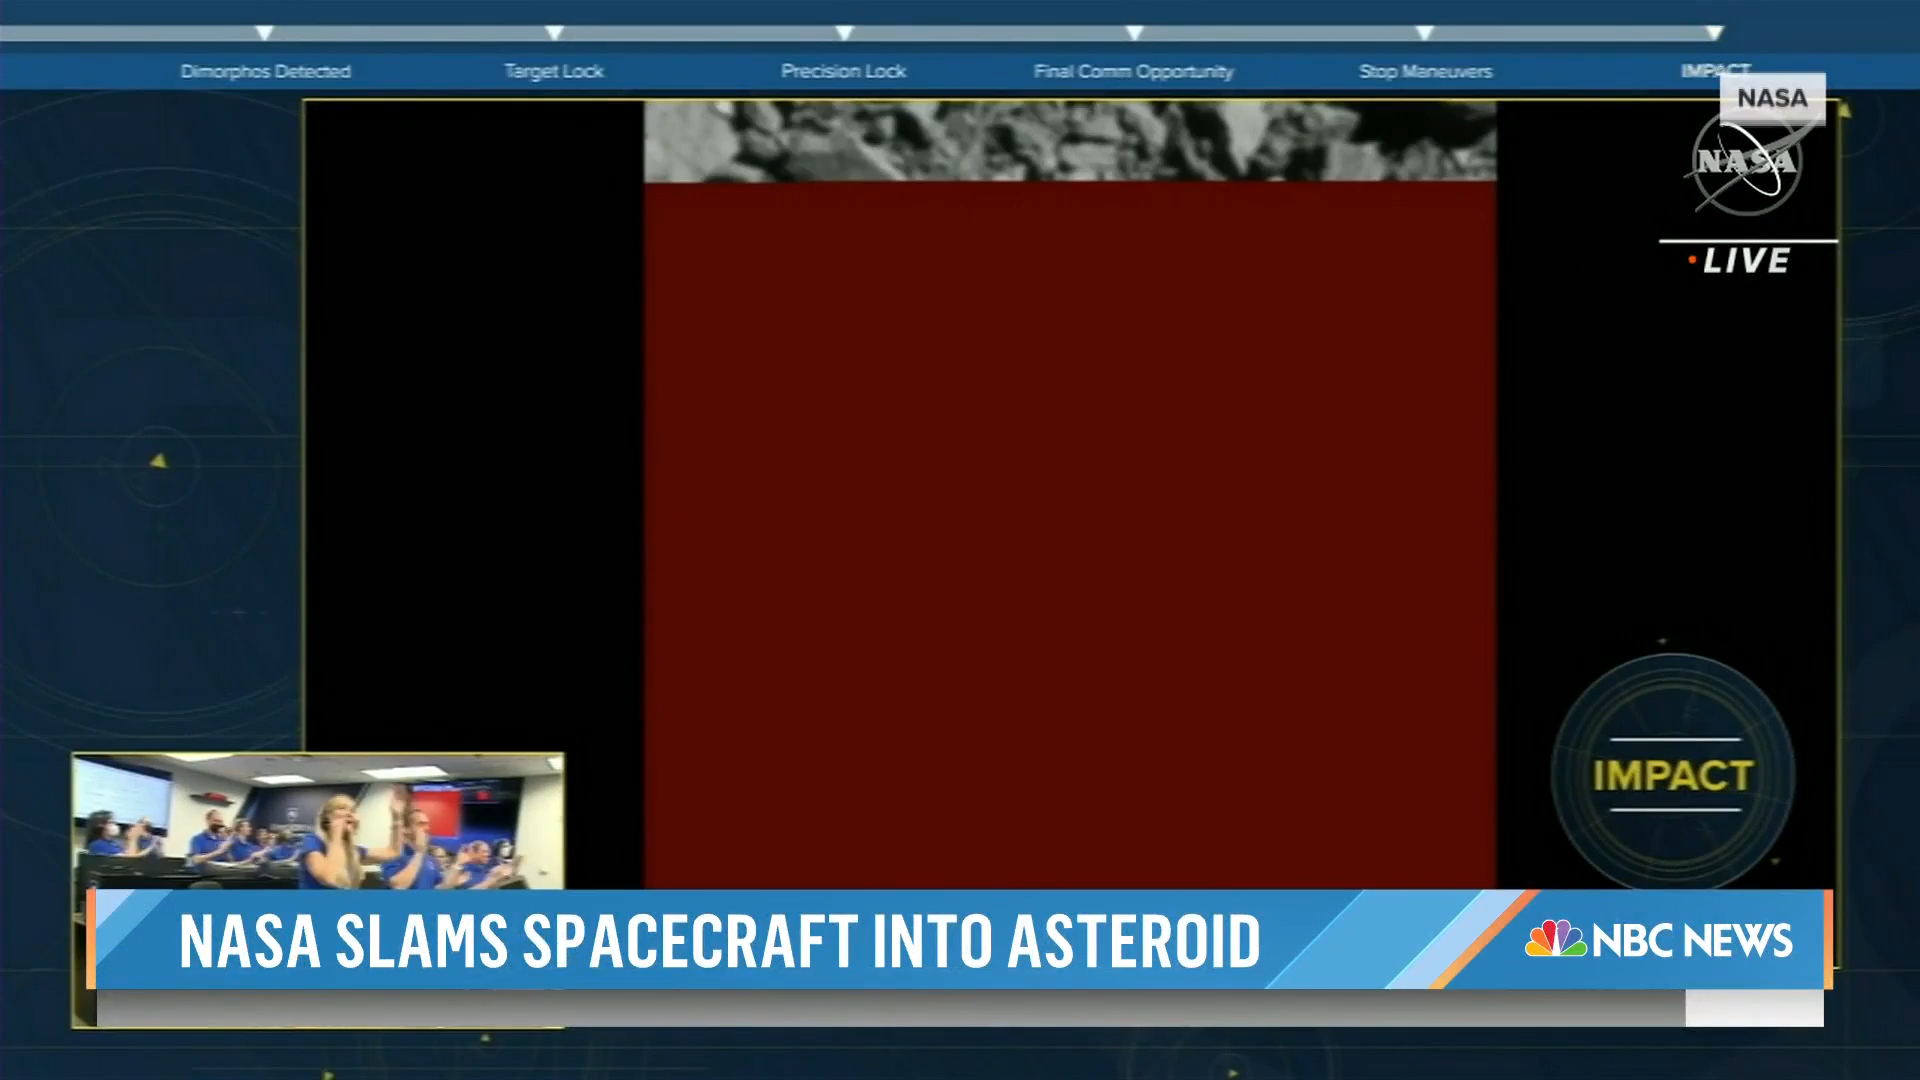 Dimorphos Detected
Target Lock
Precision Lock
Final Comm Opportunity
Stop Maneuvers
IMPACT
NASA
NASA
LIVE
IMPACT
NASA SLAMS SPACECRAFT INTO ASTEROID
NBC NEWS